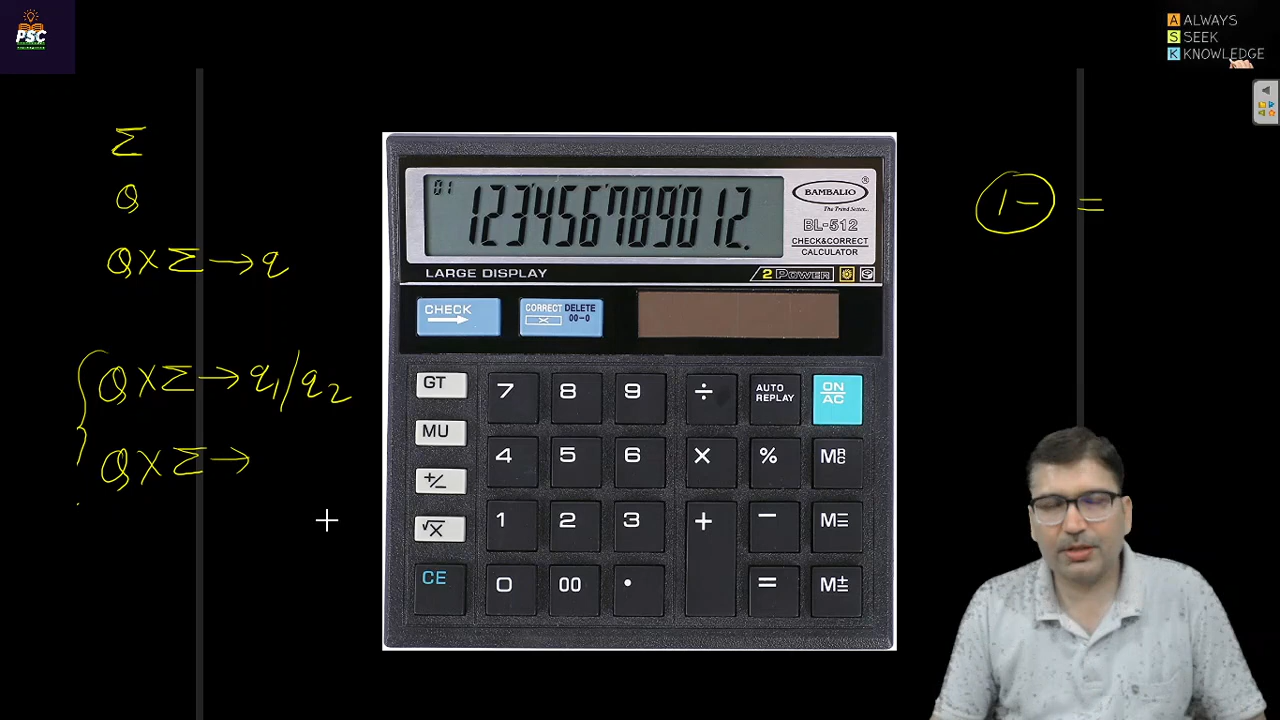 PSC
A ALWAYS
S SEEK
K KNOWLEDGE
Σ
Q
Q×Σ→q
Q×Σ→q1/q2
Q×Σ→
1- =
01
123456789012.
BAMBALIO ®
The Trend Setter...
BL-512
CHECK&CORRECT
CALCULATOR
LARGE DISPLAY
2 POWER
CHECK →
CORRECT DELETE
× 00-0
GT 7 8 9 ÷ AUTO REPLAY ON/AC
MU 4 5 6 × % MRC
+/- 1 2 3 + - M=
√X 0 00 . = M±
CE